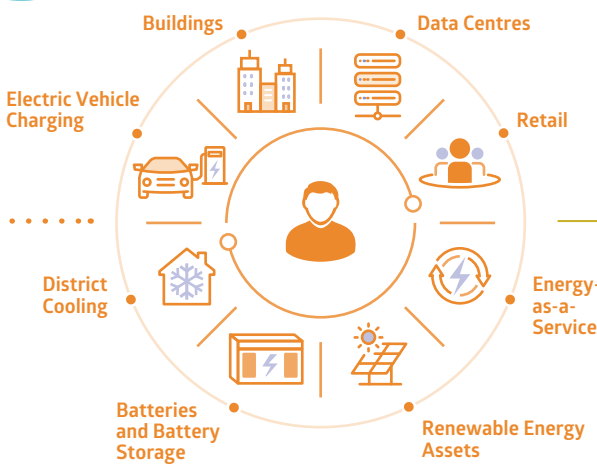 Buildings
Data Centres
Electric Vehicle
Charging
Retail
District
Cooling
Energy-
as-a-
Service
Batteries
and Battery
Storage
Renewable Energy
Assets